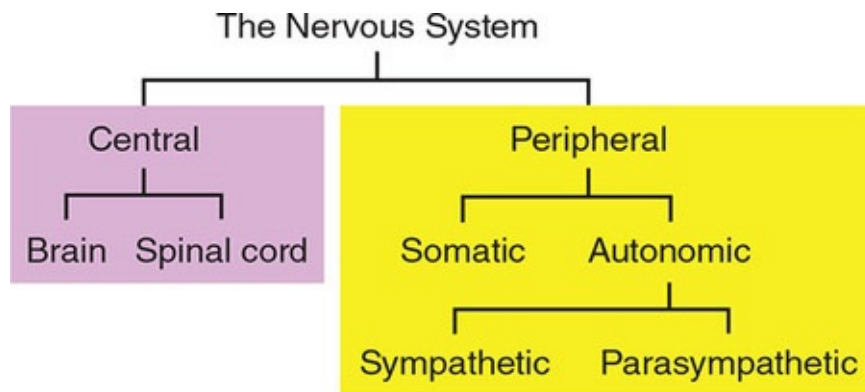 The Nervous System
Central
Peripheral
Brain
Spinal cord
Somatic
Autonomic
Sympathetic
Parasympathetic